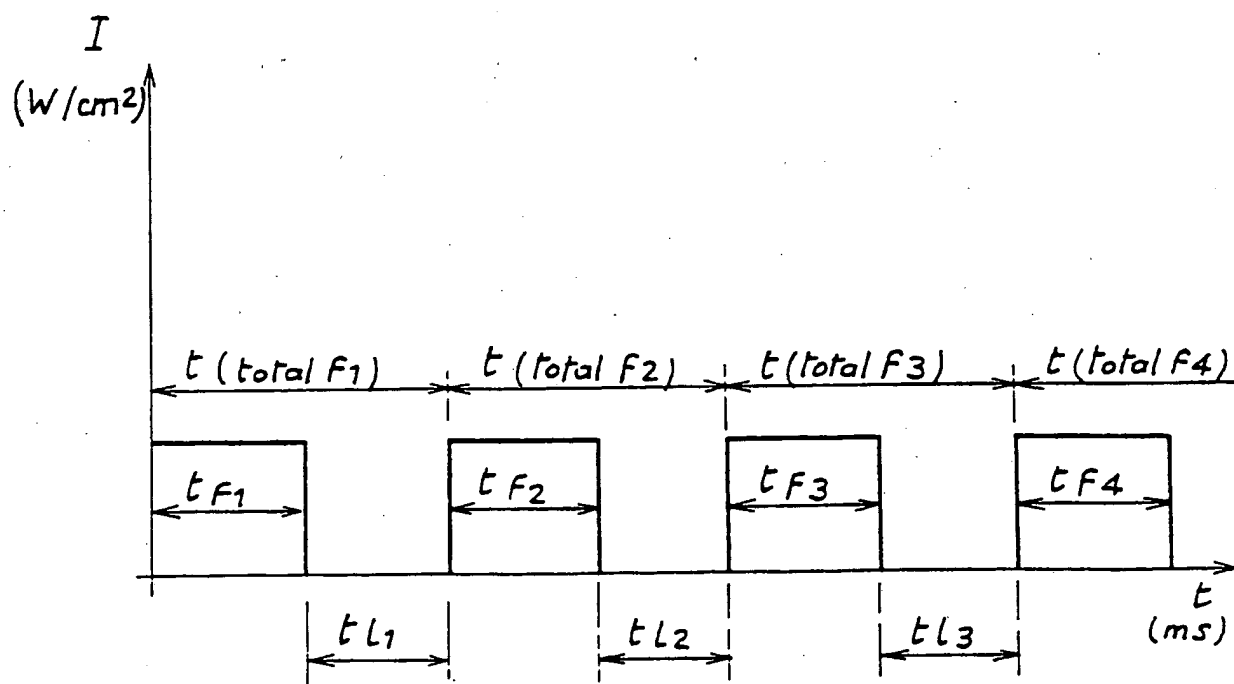 I
(W/cm²)
t (total F1) t (total F2) t (total F3) t (total F4)
tF1 tF2 tF3 tF4
t
(ms)
tl1 tl2 tl3